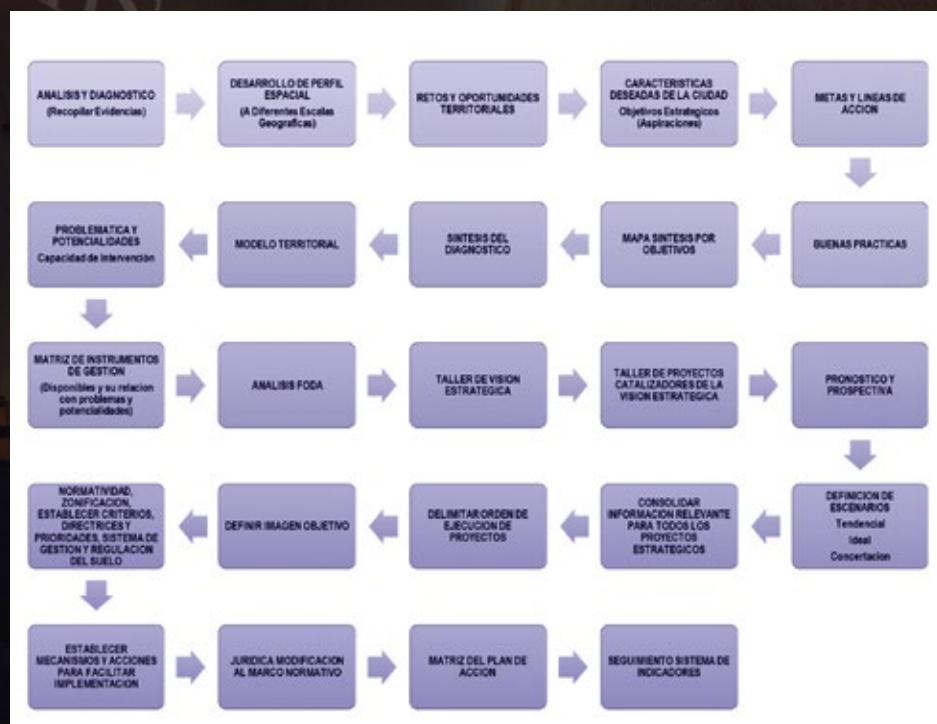 ANALISIS Y DIAGNOSTICO
(Recopilar Evidencias)
DESARROLLO DE PERFIL
ESPACIAL
(A Diferentes Escalas
Geograficas)
RETOS Y OPORTUNIDADES
TERRITORIALES
CARACTERISTICAS
DESEADAS DE LA CIUDAD
Objetivos Estrategicos
(Aspiraciones)
METAS Y LINEAS DE
ACCION
BUENAS PRACTICAS
MAPA SINTESIS POR
OBJETIVOS
SINTESIS DEL
DIAGNOSTICO
MODELO TERRITORIAL
PROBLEMATICA Y
POTENCIALIDADES
Capacidad de Intervención
MATRIZ DE INSTRUMENTOS
DE GESTION
(Disponibles y su relacion
con problemas y
potencialidades)
ANALISIS FODA
TALLER DE VISION
ESTRATEGICA
TALLER DE PROYECTOS
CATALIZADORES DE LA
VISION ESTRATEGICA
PRONOSTICO Y
PROSPECTIVA
DEFINICION DE
ESCENARIOS
Tendencial
Ideal
Concertacion
CONSOLIDAR
INFORMACION RELEVANTE
PARA TODOS LOS
PROYECTOS
ESTRATEGICOS
DELIMITAR ORDEN DE
EJECUCION DE
PROYECTOS
DEFINIR IMAGEN OBJETIVO
NORMATIVIDAD,
ZONIFICACION,
ESTABLECER CRITERIOS,
DIRECTRICES Y
PRIORIDADES, SISTEMA DE
GESTION Y REGULACION
DEL SUELO
ESTABLECER
MECANISMOS Y ACCIONES
PARA FACILITAR
IMPLEMENTACION
JURIDICA MODIFICACION
AL MARCO NORMATIVO
MATRIZ DEL PLAN DE
ACCION
SEGUIMIENTO SISTEMA DE
INDICADORES